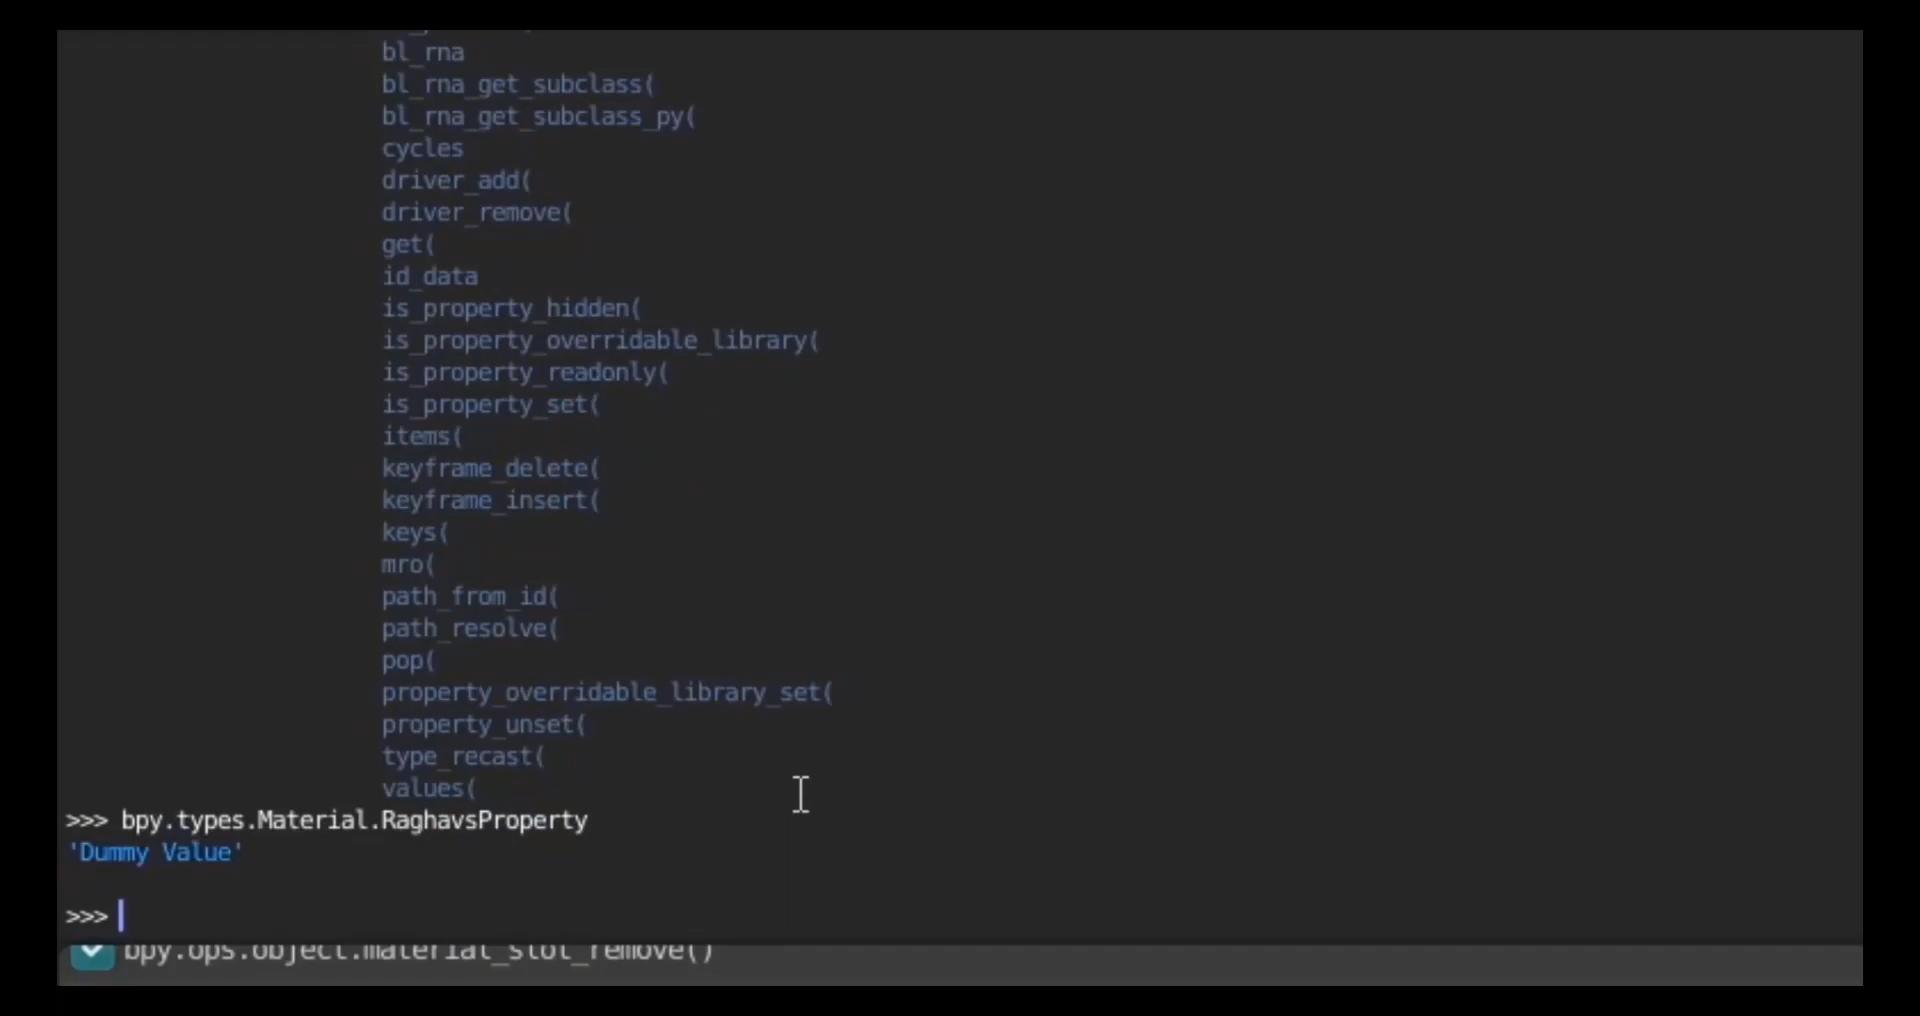 bl_rna
bl_rna_get_subclass(
bl_rna_get_subclass_py(
cycles
driver_add(
driver_remove(
get(
id_data
is_property_hidden(
is_property_overridable_library(
is_property_readonly(
is_property_set(
items(
keyframe_delete(
keyframe_insert(
keys(
mro(
path_from_id(
path_resolve(
pop(
property_overridable_library_set(
property_unset(
type_recast(
values(
>>> bpy.types.Material.RaghavsProperty
'Dummy Value'
>>>
bpy.ops.object.material_slot_remove()